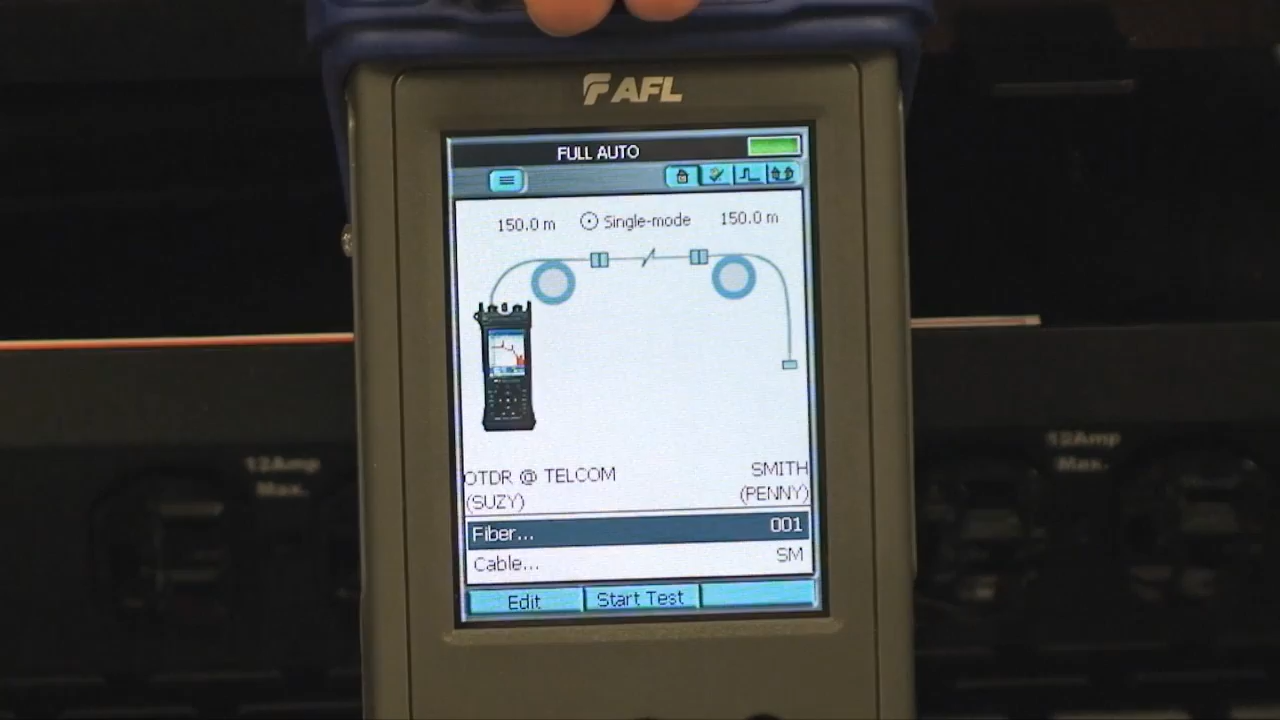 AFL
FULL AUTO
150.0 m Single-mode 150.0 m
OTDR @ TELCOM SMITH
(SUZY) (PENNY)
Fiber... 001
Cable... SM
Edit Start Test
12Amp
Max.
12Amp
Max.